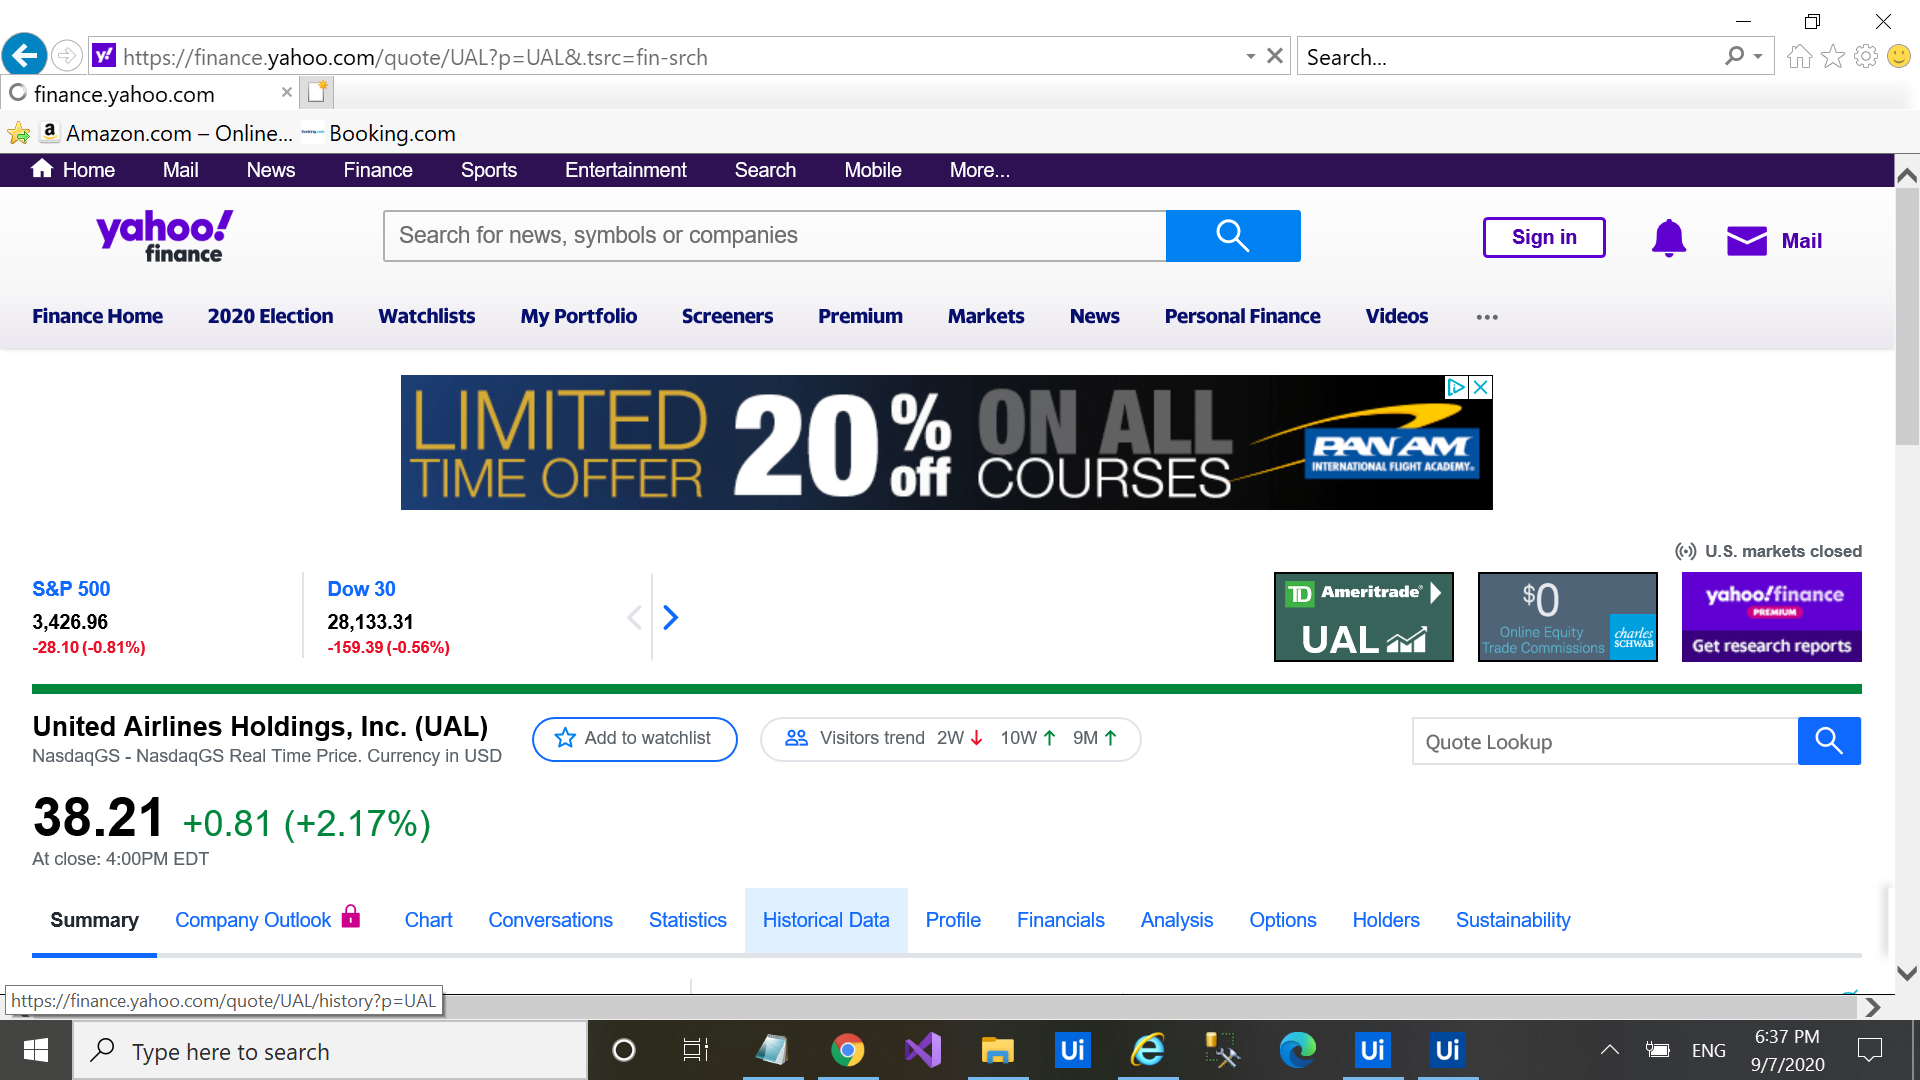 https://finance.yahoo.com/quote/UAL?p=UAL&.tsrc=fin-srch
Search...
finance.yahoo.com
Amazon.com – Online...
Booking.com
Home Mail News Finance Sports Entertainment Search Mobile More...
yahoo!
finance
Search for news, symbols or companies
Sign in
Mail
Finance Home 2020 Election Watchlists My Portfolio Screeners Premium Markets News Personal Finance Videos
LIMITED
TIME OFFER
20%
off
ON ALL
COURSES
PAN AM
INTERNATIONAL FLIGHT ACADEMY.
U.S. markets closed
S&P 500
3,426.96
-28.10 (-0.81%)
Dow 30
28,133.31
-159.39 (-0.56%)
TD Ameritrade
UAL
$0
Online Equity
Trade Commissions
charles
SCHWAB
yahoo!finance
PREMIUM
Get research reports
United Airlines Holdings, Inc. (UAL)
NasdaqGS - NasdaqGS Real Time Price. Currency in USD
Add to watchlist
Visitors trend 2W 10W 9M
Quote Lookup
38.21 +0.81 (+2.17%)
At close: 4:00PM EDT
Summary Company Outlook Chart Conversations Statistics Historical Data Profile Financials Analysis Options Holders Sustainability
https://finance.yahoo.com/quote/UAL/history?p=UAL
Type here to search
Ui
Ui
Ui
ENG
6:37 PM
9/7/2020